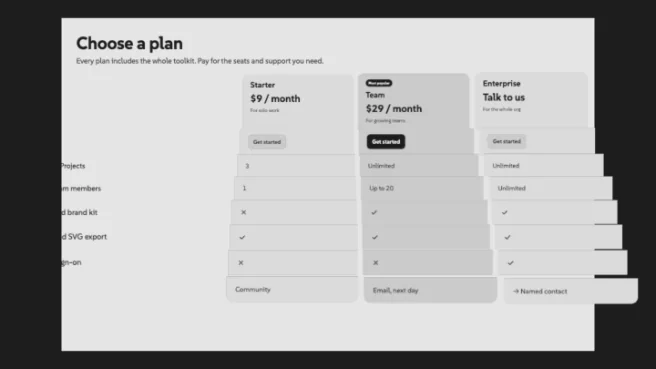 Choose a plan
Every plan includes the whole toolkit. Pay for the seats and support you need.
Starter
$9 / month
For solo work
Most popular
Team
$29 / month
For growing teams
Enterprise
Talk to us
For the whole org
Get started
Get started
Get started
Projects
3
Unlimited
Unlimited
am members
1
Up to 20
Unlimited
d brand kit
✕
✓
✓
d SVG export
✓
✓
✓
gn-on
✕
✕
✓
Community
Email, next day
→ Named contact